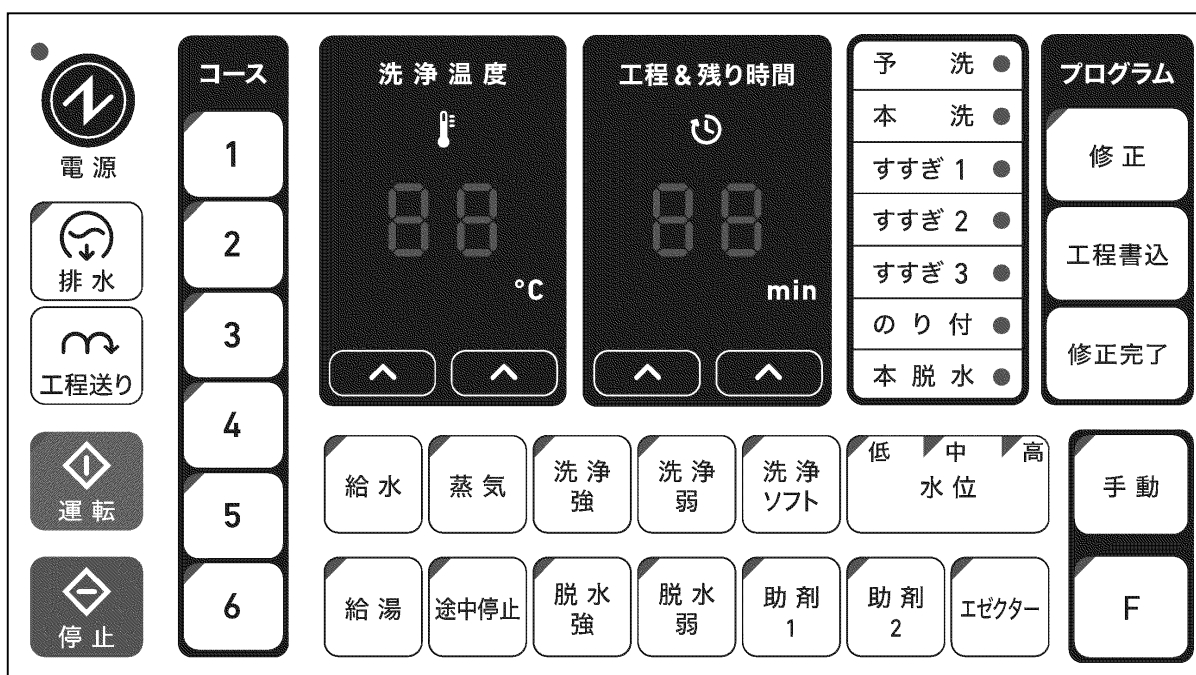 電源
排水
工程送り
運転
停止
コース
1
2
3
4
5
6
洗浄温度
88
°C
工程&残り時間
88
min
予洗
本洗
すすぎ1
すすぎ2
すすぎ3
のり付
本脱水
プログラム
修正
工程書込
修正完了
給水
蒸気
洗浄
強
洗浄
弱
洗浄
ソフト
低 中 高
水位
手動
給湯
途中停止
脱水
強
脱水
弱
助剤
1
助剤
2
エゼクター
F